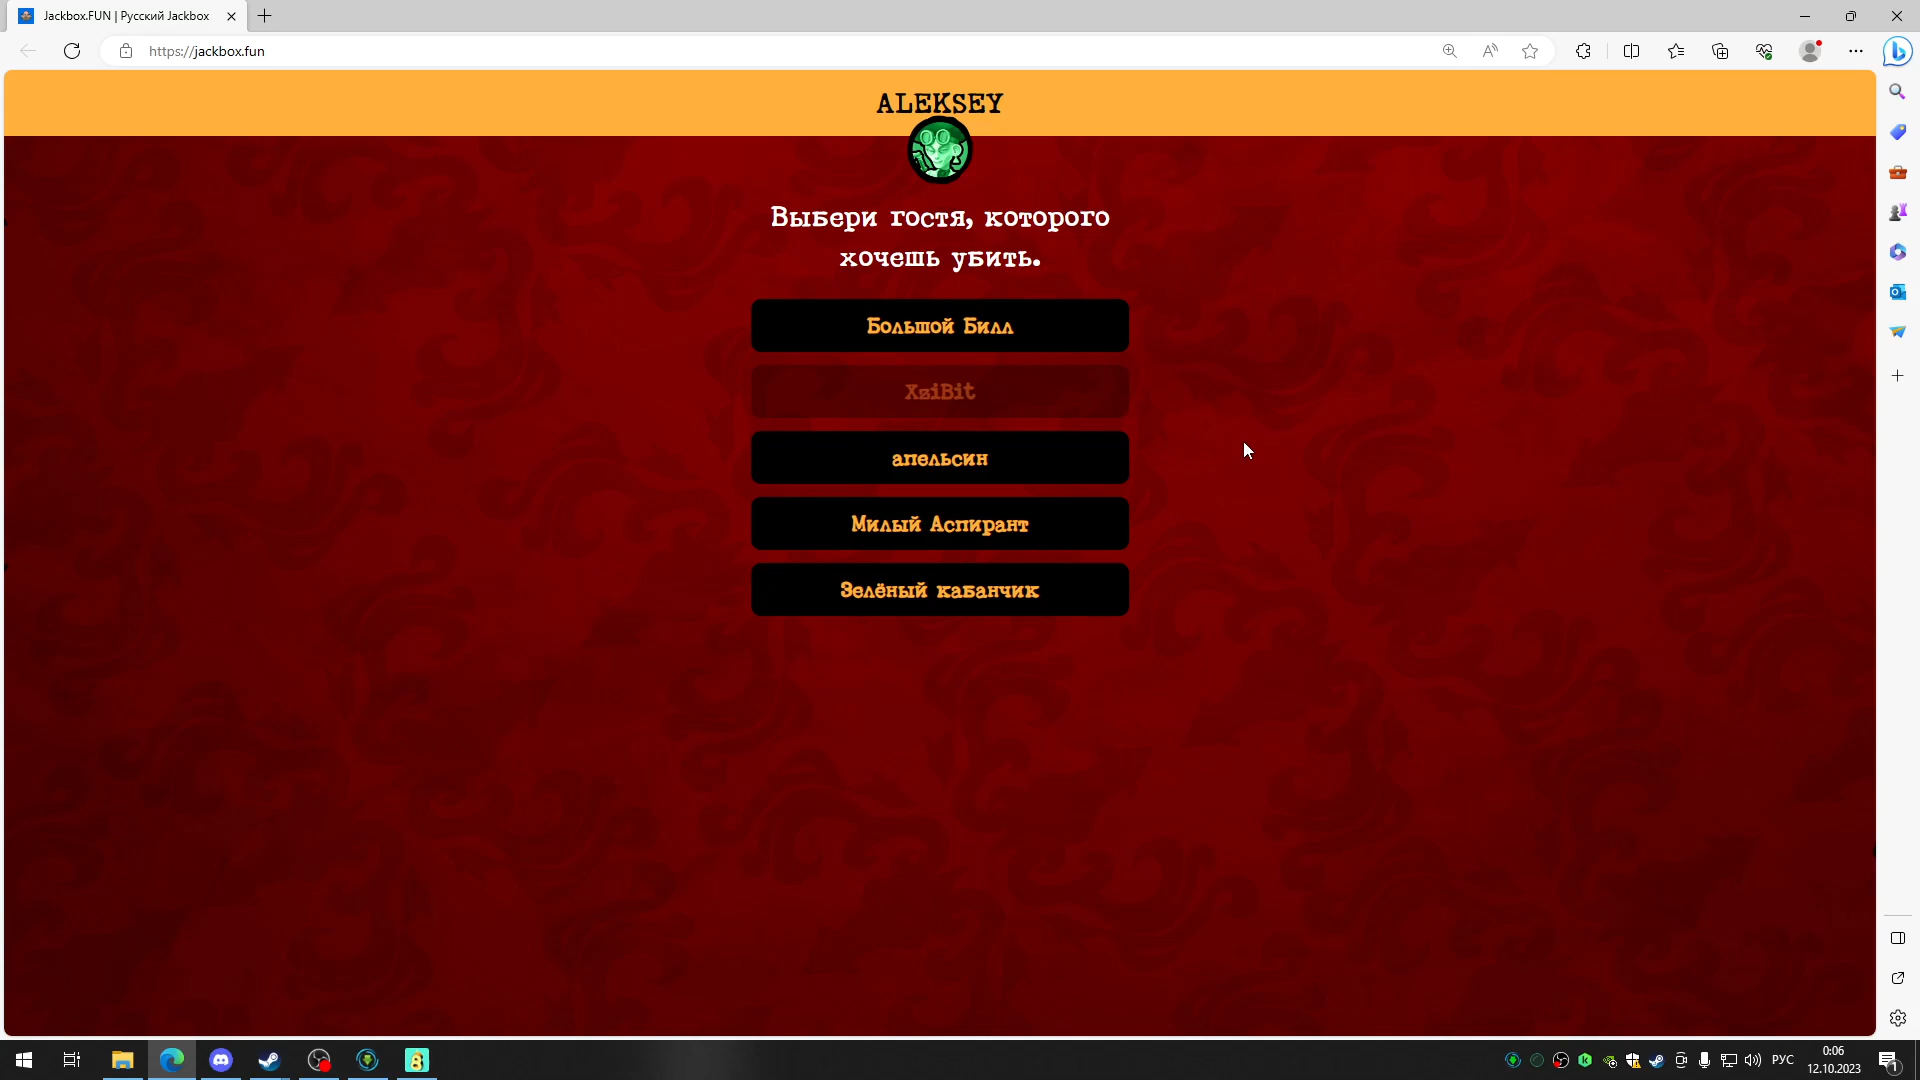 Jackbox.FUN | Русский Jackbox
https://jackbox.fun
ALEKSEY
Выбери гостя, которого
хочешь убить.
Большой Билл
XziBit
апельсин
Милый Аспирант
Зелёный кабанчик
РУС
0:06
12.10.2023
1